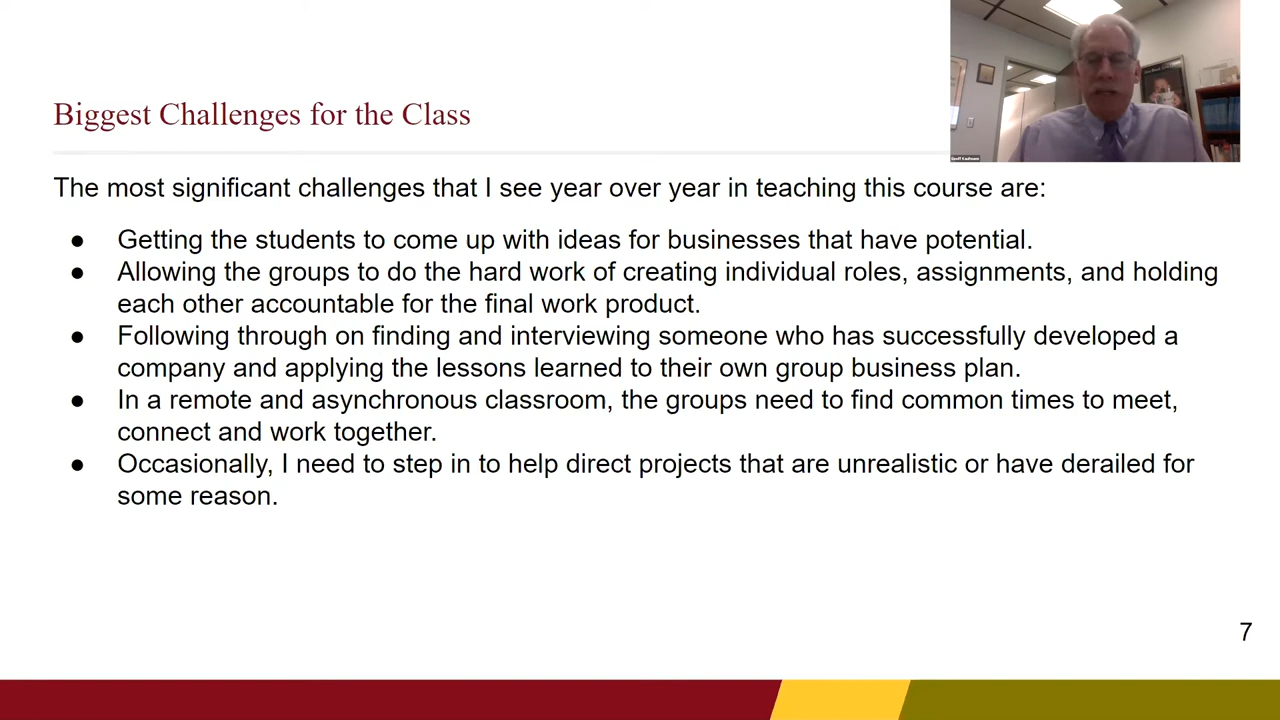 Biggest Challenges for the Class
The most significant challenges that I see year over year in teaching this course are:
● Getting the students to come up with ideas for businesses that have potential.
● Allowing the groups to do the hard work of creating individual roles, assignments, and holding
each other accountable for the final work product.
● Following through on finding and interviewing someone who has successfully developed a
company and applying the lessons learned to their own group business plan.
● In a remote and asynchronous classroom, the groups need to find common times to meet,
connect and work together.
● Occasionally, I need to step in to help direct projects that are unrealistic or have derailed for
some reason.
7